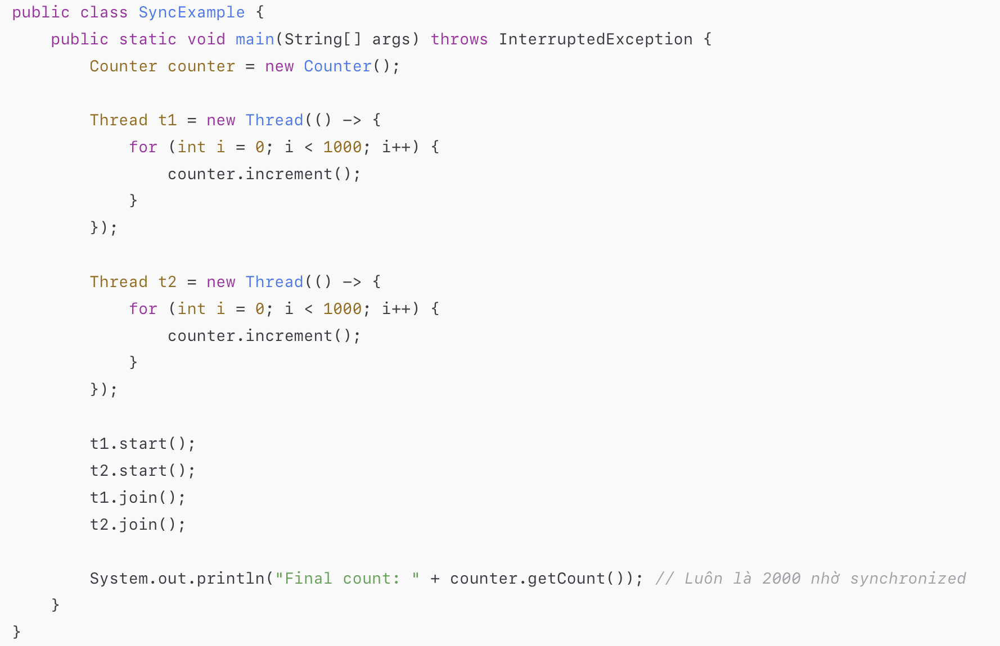 public class SyncExample {
    public static void main(String[] args) throws InterruptedException {
        Counter counter = new Counter();

        Thread t1 = new Thread(() -> {
            for (int i = 0; i < 1000; i++) {
                counter.increment();
            }
        });

        Thread t2 = new Thread(() -> {
            for (int i = 0; i < 1000; i++) {
                counter.increment();
            }
        });

        t1.start();
        t2.start();
        t1.join();
        t2.join();

        System.out.println("Final count: " + counter.getCount()); // Luôn là 2000 nhờ synchronized
    }
}